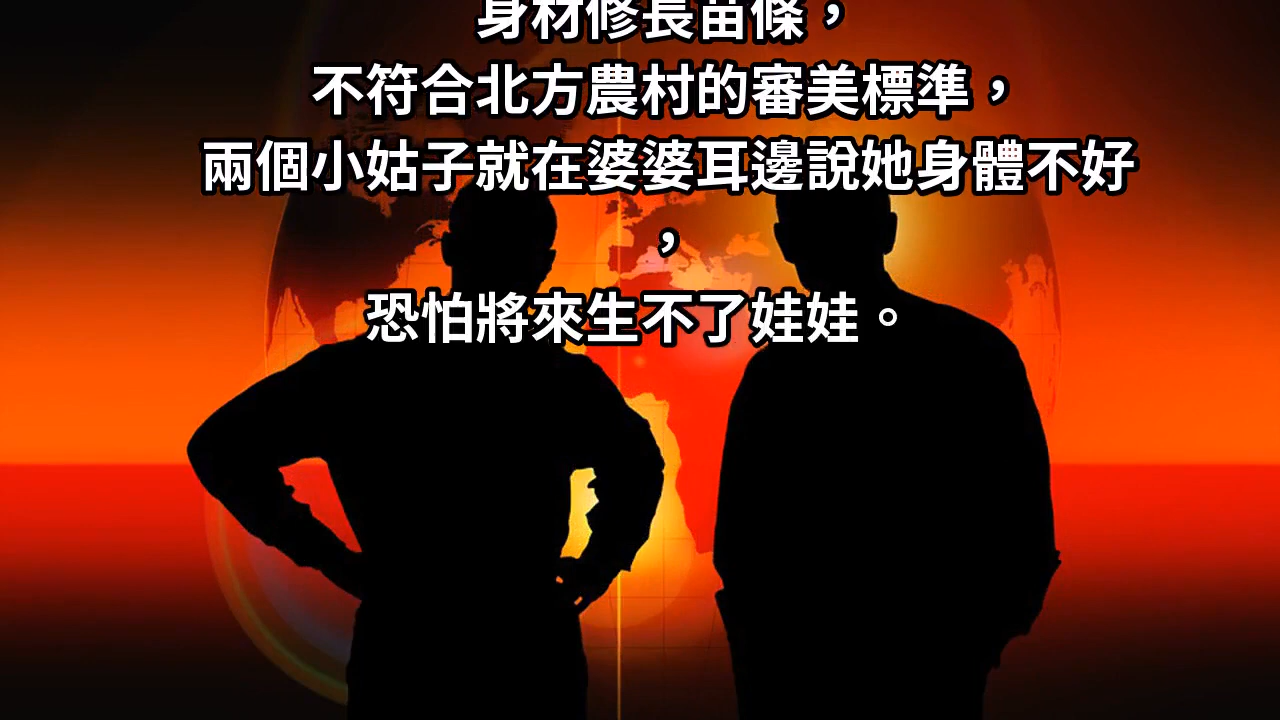 身材修長苗條，
不符合北方農村的審美標準，
兩個小姑子就在婆婆耳邊說她身體不好
，
恐怕將來生不了娃娃。